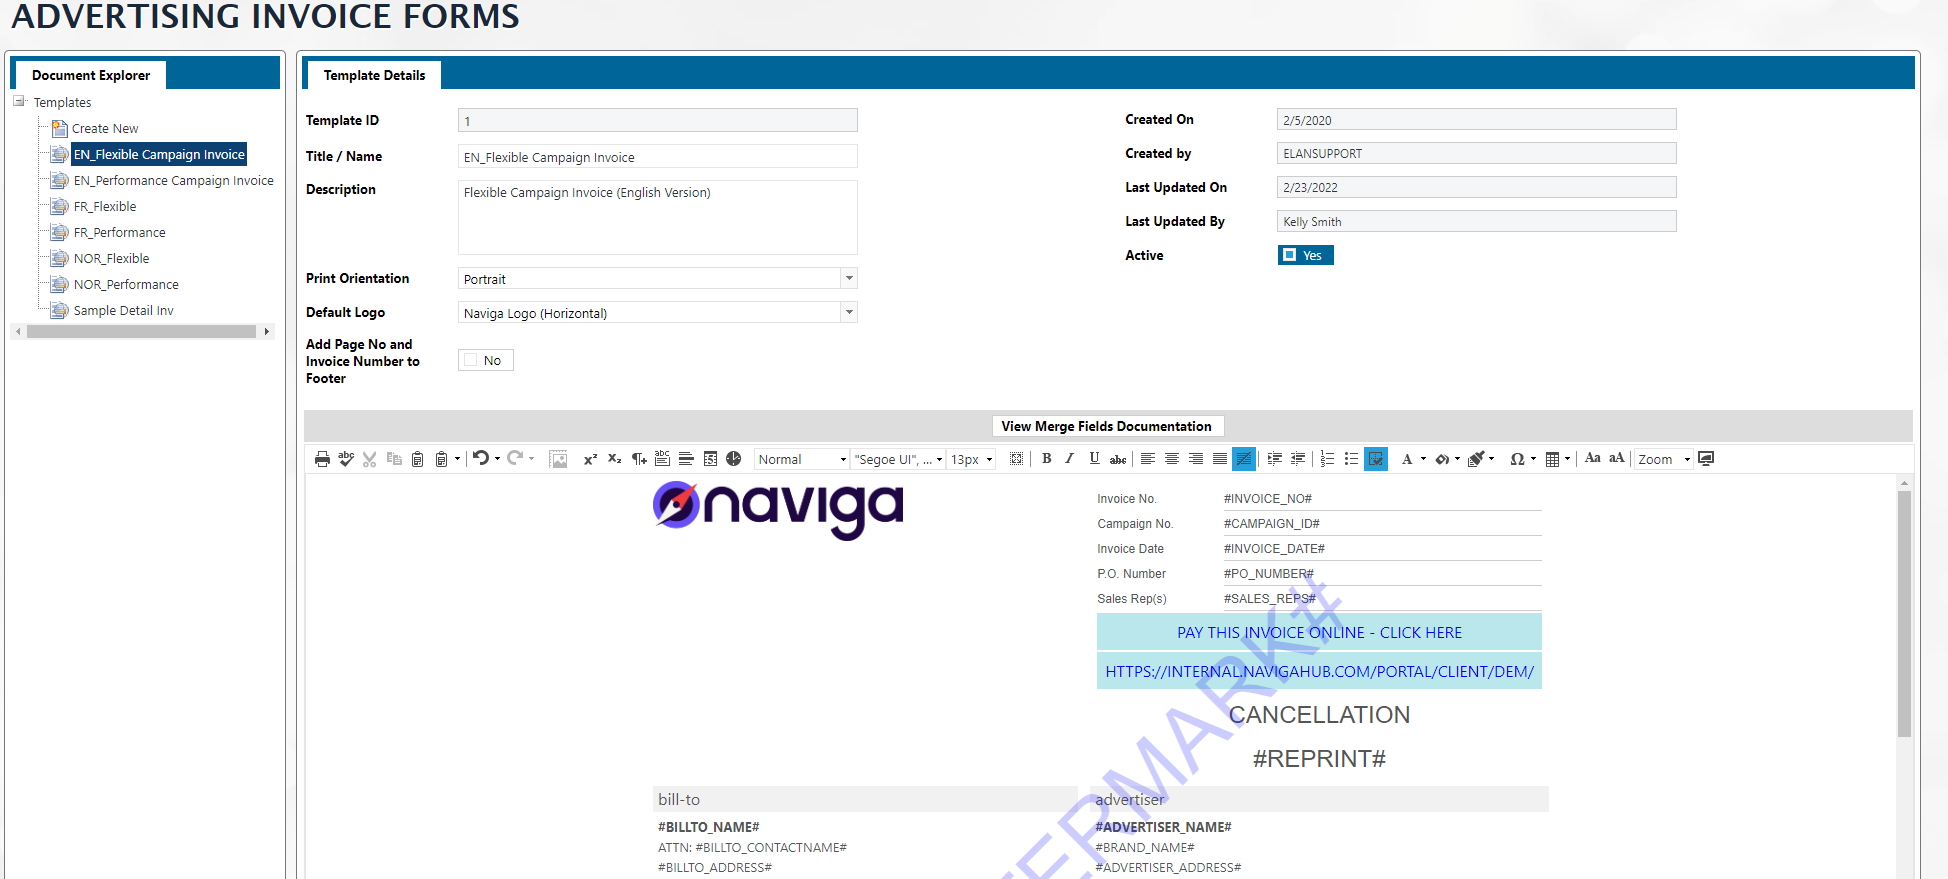 ADVERTISING INVOICE FORMS
Document Explorer
Templates
Create New
EN_Flexible Campaign Invoice
EN_Performance Campaign Invoice
FR_Flexible
FR_Performance
NOR_Flexible
NOR_Performance
Sample Detail Inv
Template Details
Template ID
1
Title / Name
EN_Flexible Campaign Invoice
Description
Flexible Campaign Invoice (English Version)
Print Orientation
Portrait
Default Logo
Naviga Logo (Horizontal)
Add Page No and
Invoice Number to
Footer
No
Created On
2/5/2020
Created by
ELANSUPPORT
Last Updated On
2/23/2022
Last Updated By
Kelly Smith
Active
Yes
View Merge Fields Documentation
Normal
"Segoe UI", ...
13px
B I U abc
A
Ω
Aa aA
Zoom
naviga
Invoice No. #INVOICE_NO#
Campaign No. #CAMPAIGN_ID#
Invoice Date #INVOICE_DATE#
P.O. Number #PO_NUMBER#
Sales Rep(s) #SALES_REPS#
PAY THIS INVOICE ONLINE - CLICK HERE
HTTPS://INTERNAL.NAVIGAHUB.COM/PORTAL/CLIENT/DEM/
CANCELLATION
#REPRINT#
TERMARK#
bill-to
#BILLTO_NAME#
ATTN: #BILLTO_CONTACTNAME#
#BILLTO_ADDRESS#
advertiser
#ADVERTISER_NAME#
#BRAND_NAME#
#ADVERTISER_ADDRESS#